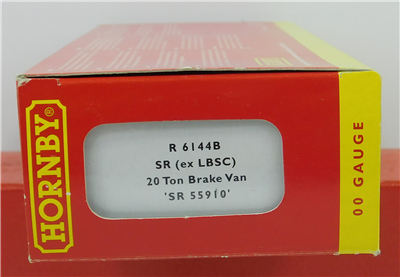 HORNBY®
R 6144B
SR (ex LBSC)
20 Ton Brake Van
'SR 55910'
00 GAUGE